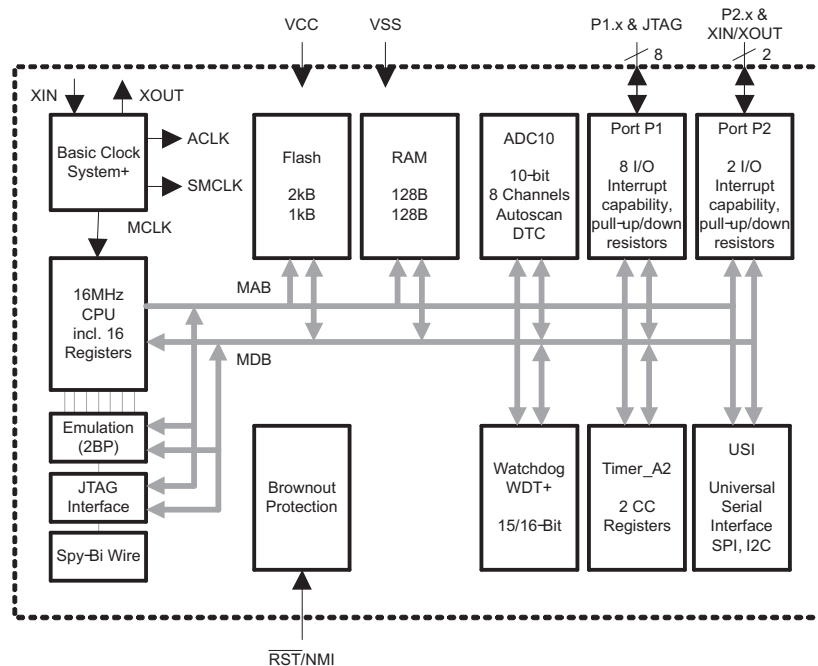 VCC
VSS
P1.x & JTAG
8
P2.x &
XIN/XOUT
2
XIN
XOUT
Basic Clock
System+
ACLK
SMCLK
MCLK
Flash
2kB
1kB
RAM
128B
128B
ADC10
10-bit
8 Channels
Autoscan
DTC
Port P1
8 I/O
Interrupt
capability,
pull-up/down
resistors
Port P2
2 I/O
Interrupt
capability,
pull-up/down
resistors
16MHz
CPU
incl. 16
Registers
MAB
MDB
Emulation
(2BP)
JTAG
Interface
Spy-Bi Wire
Brownout
Protection
Watchdog
WDT+
15/16-Bit
Timer_A2
2 CC
Registers
USI
Universal
Serial
Interface
SPI, I2C
RST/NMI